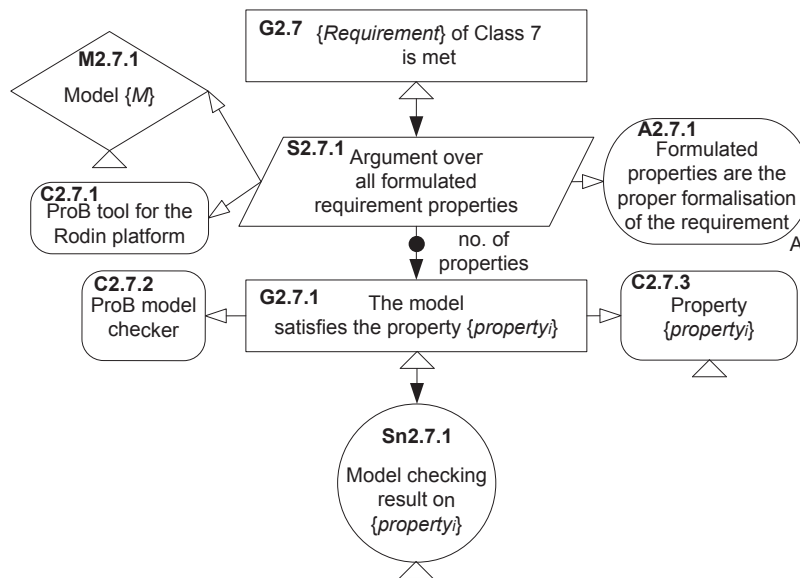 G2.7
{Requirement} of Class 7
is met
M2.7.1
Model {M}
S2.7.1
Argument over
all formulated
requirement properties
A2.7.1
Formulated
properties are the
proper formalisation
of the requirement
A
C2.7.1
ProB tool for the
Rodin platform
no. of
properties
C2.7.2
ProB model
checker
G2.7.1
The model
satisfies the property {propertyi}
C2.7.3
Property
{propertyi}
Sn2.7.1
Model checking
result on
{propertyi}